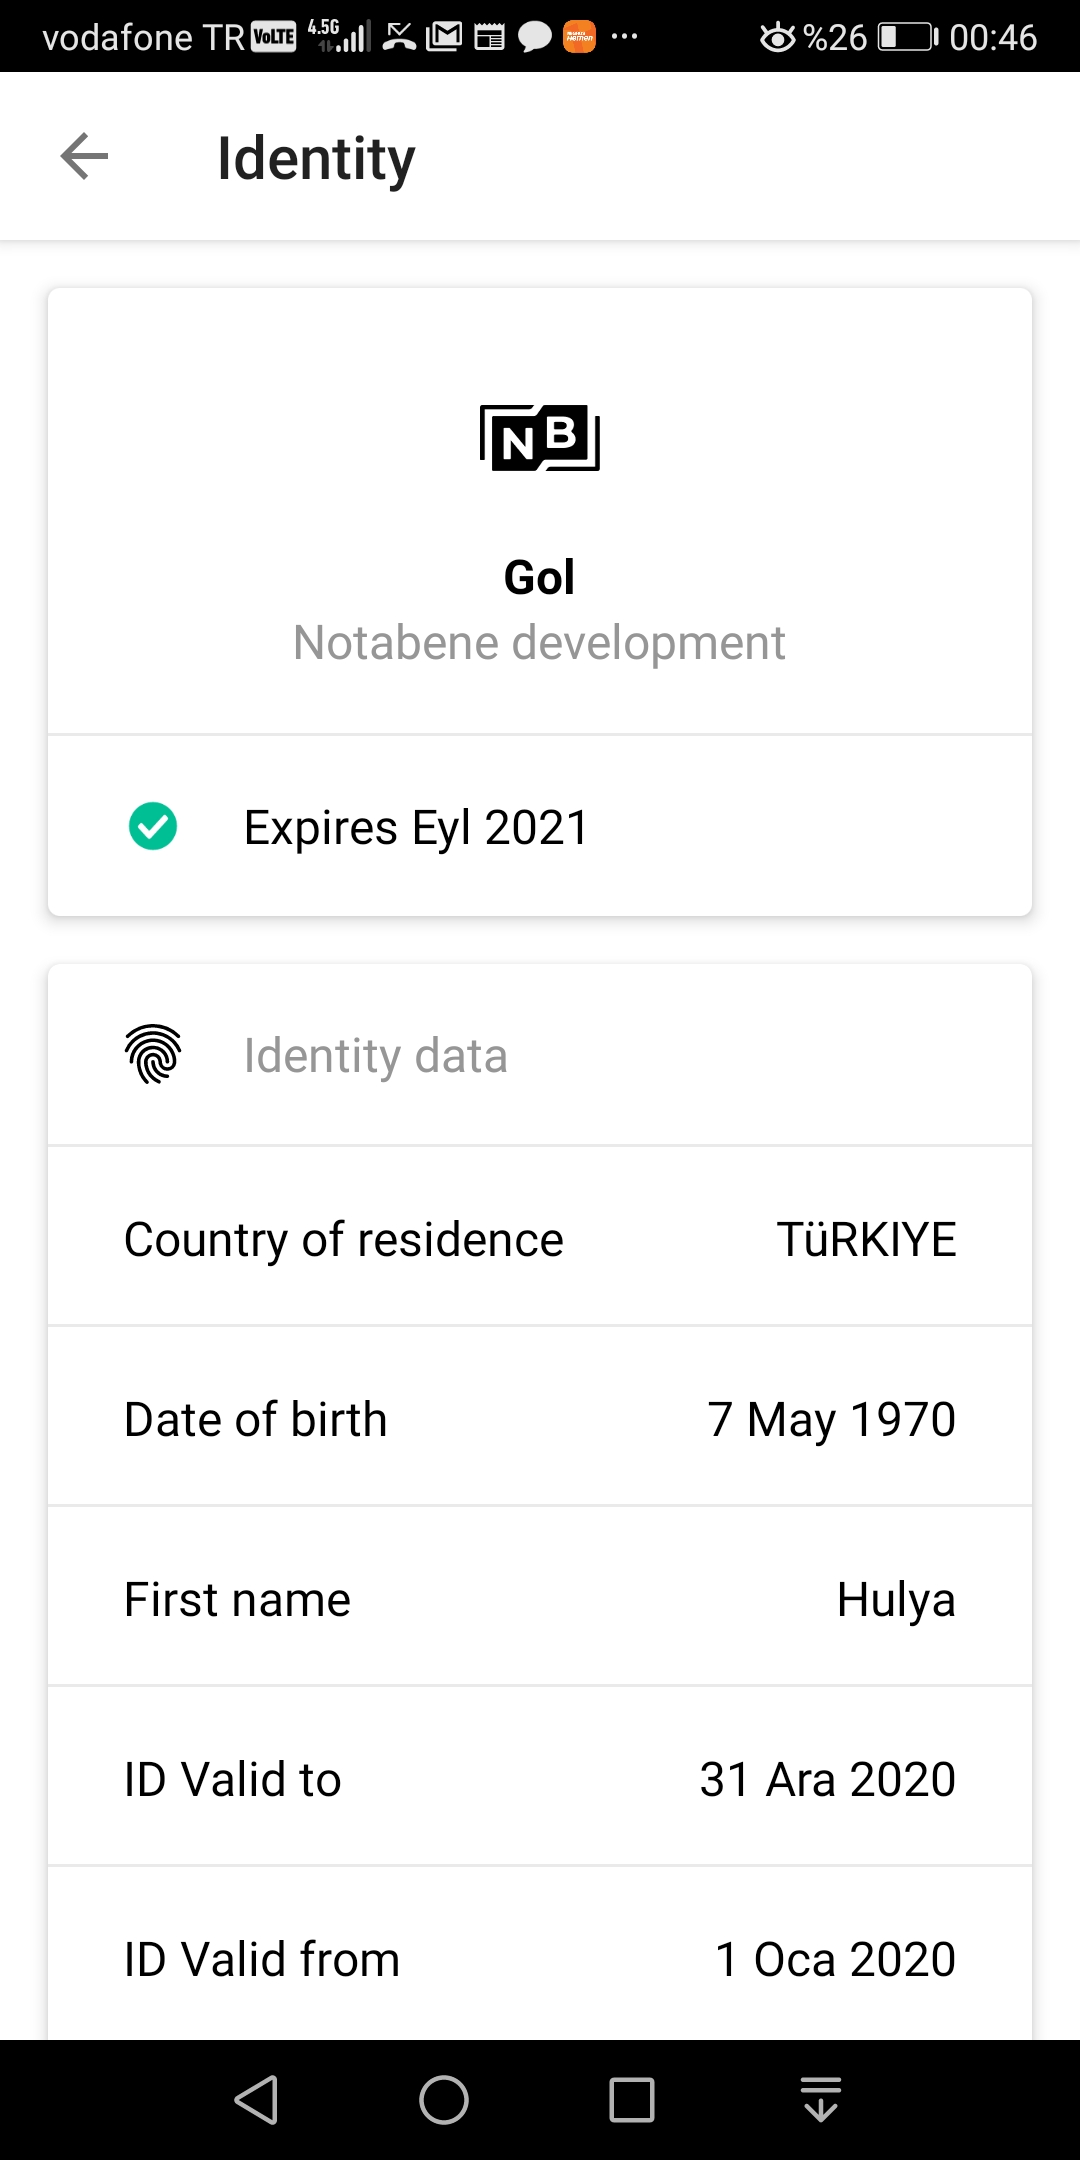 vodafone TR VoLTE 4.5G ... %26 00:46
Identity
NB
Gol
Notabene development
Expires Eyl 2021
Identity data
Country of residence TüRKIYE
Date of birth 7 May 1970
First name Hulya
ID Valid to 31 Ara 2020
ID Valid from 1 Oca 2020